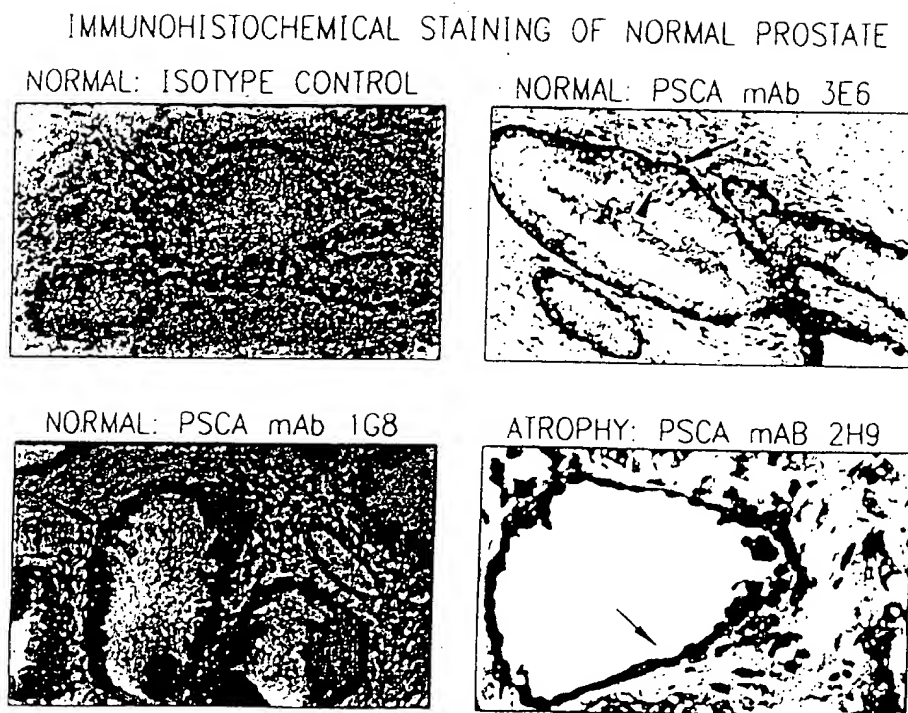 IMMUNOHISTOCHEMICAL STAINING OF NORMAL PROSTATE
NORMAL: ISOTYPE CONTROL
NORMAL: PSCA mAb 3E6
NORMAL: PSCA mAb 1G8
ATROPHY: PSCA mAB 2H9